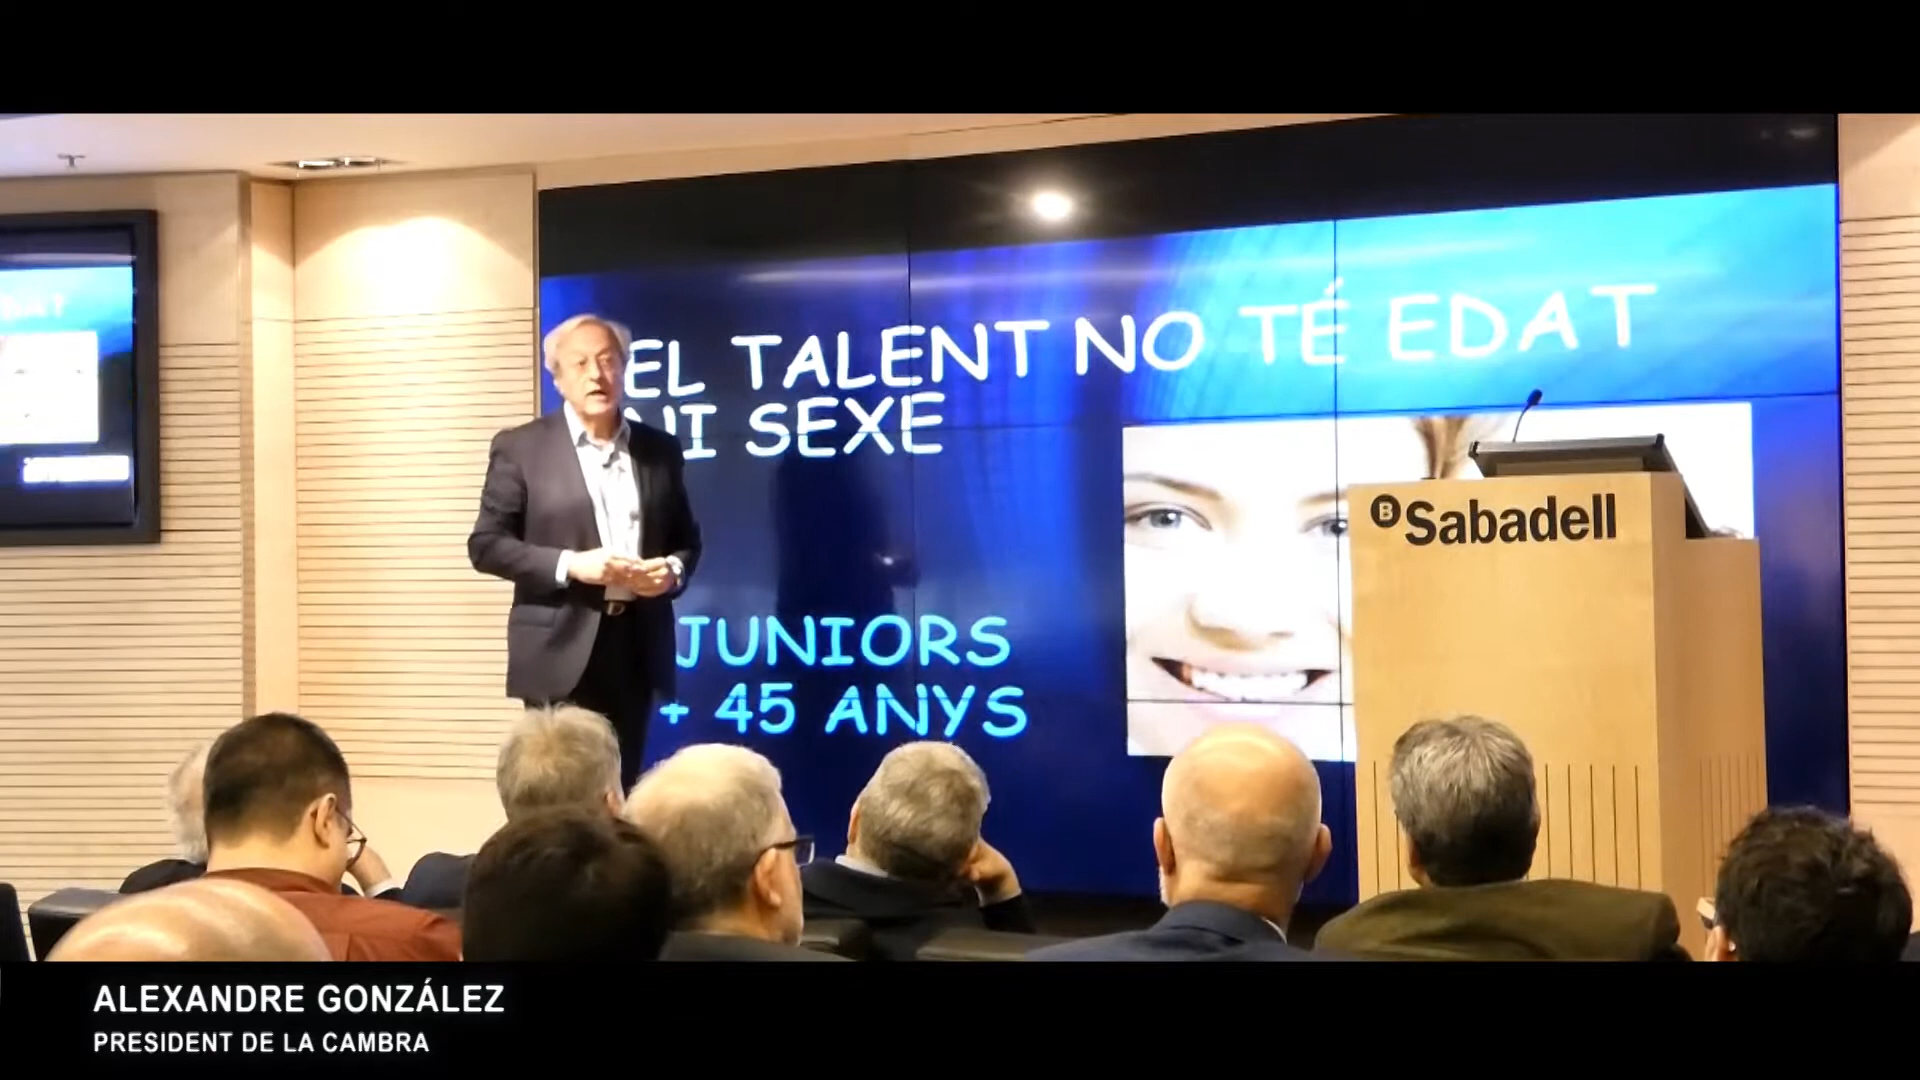 EL TALENT NO TÉ EDAT
NI SEXE
JUNIORS
+ 45 ANYS
B Sabadell
ALEXANDRE GONZÁLEZ
PRESIDENT DE LA CAMBRA